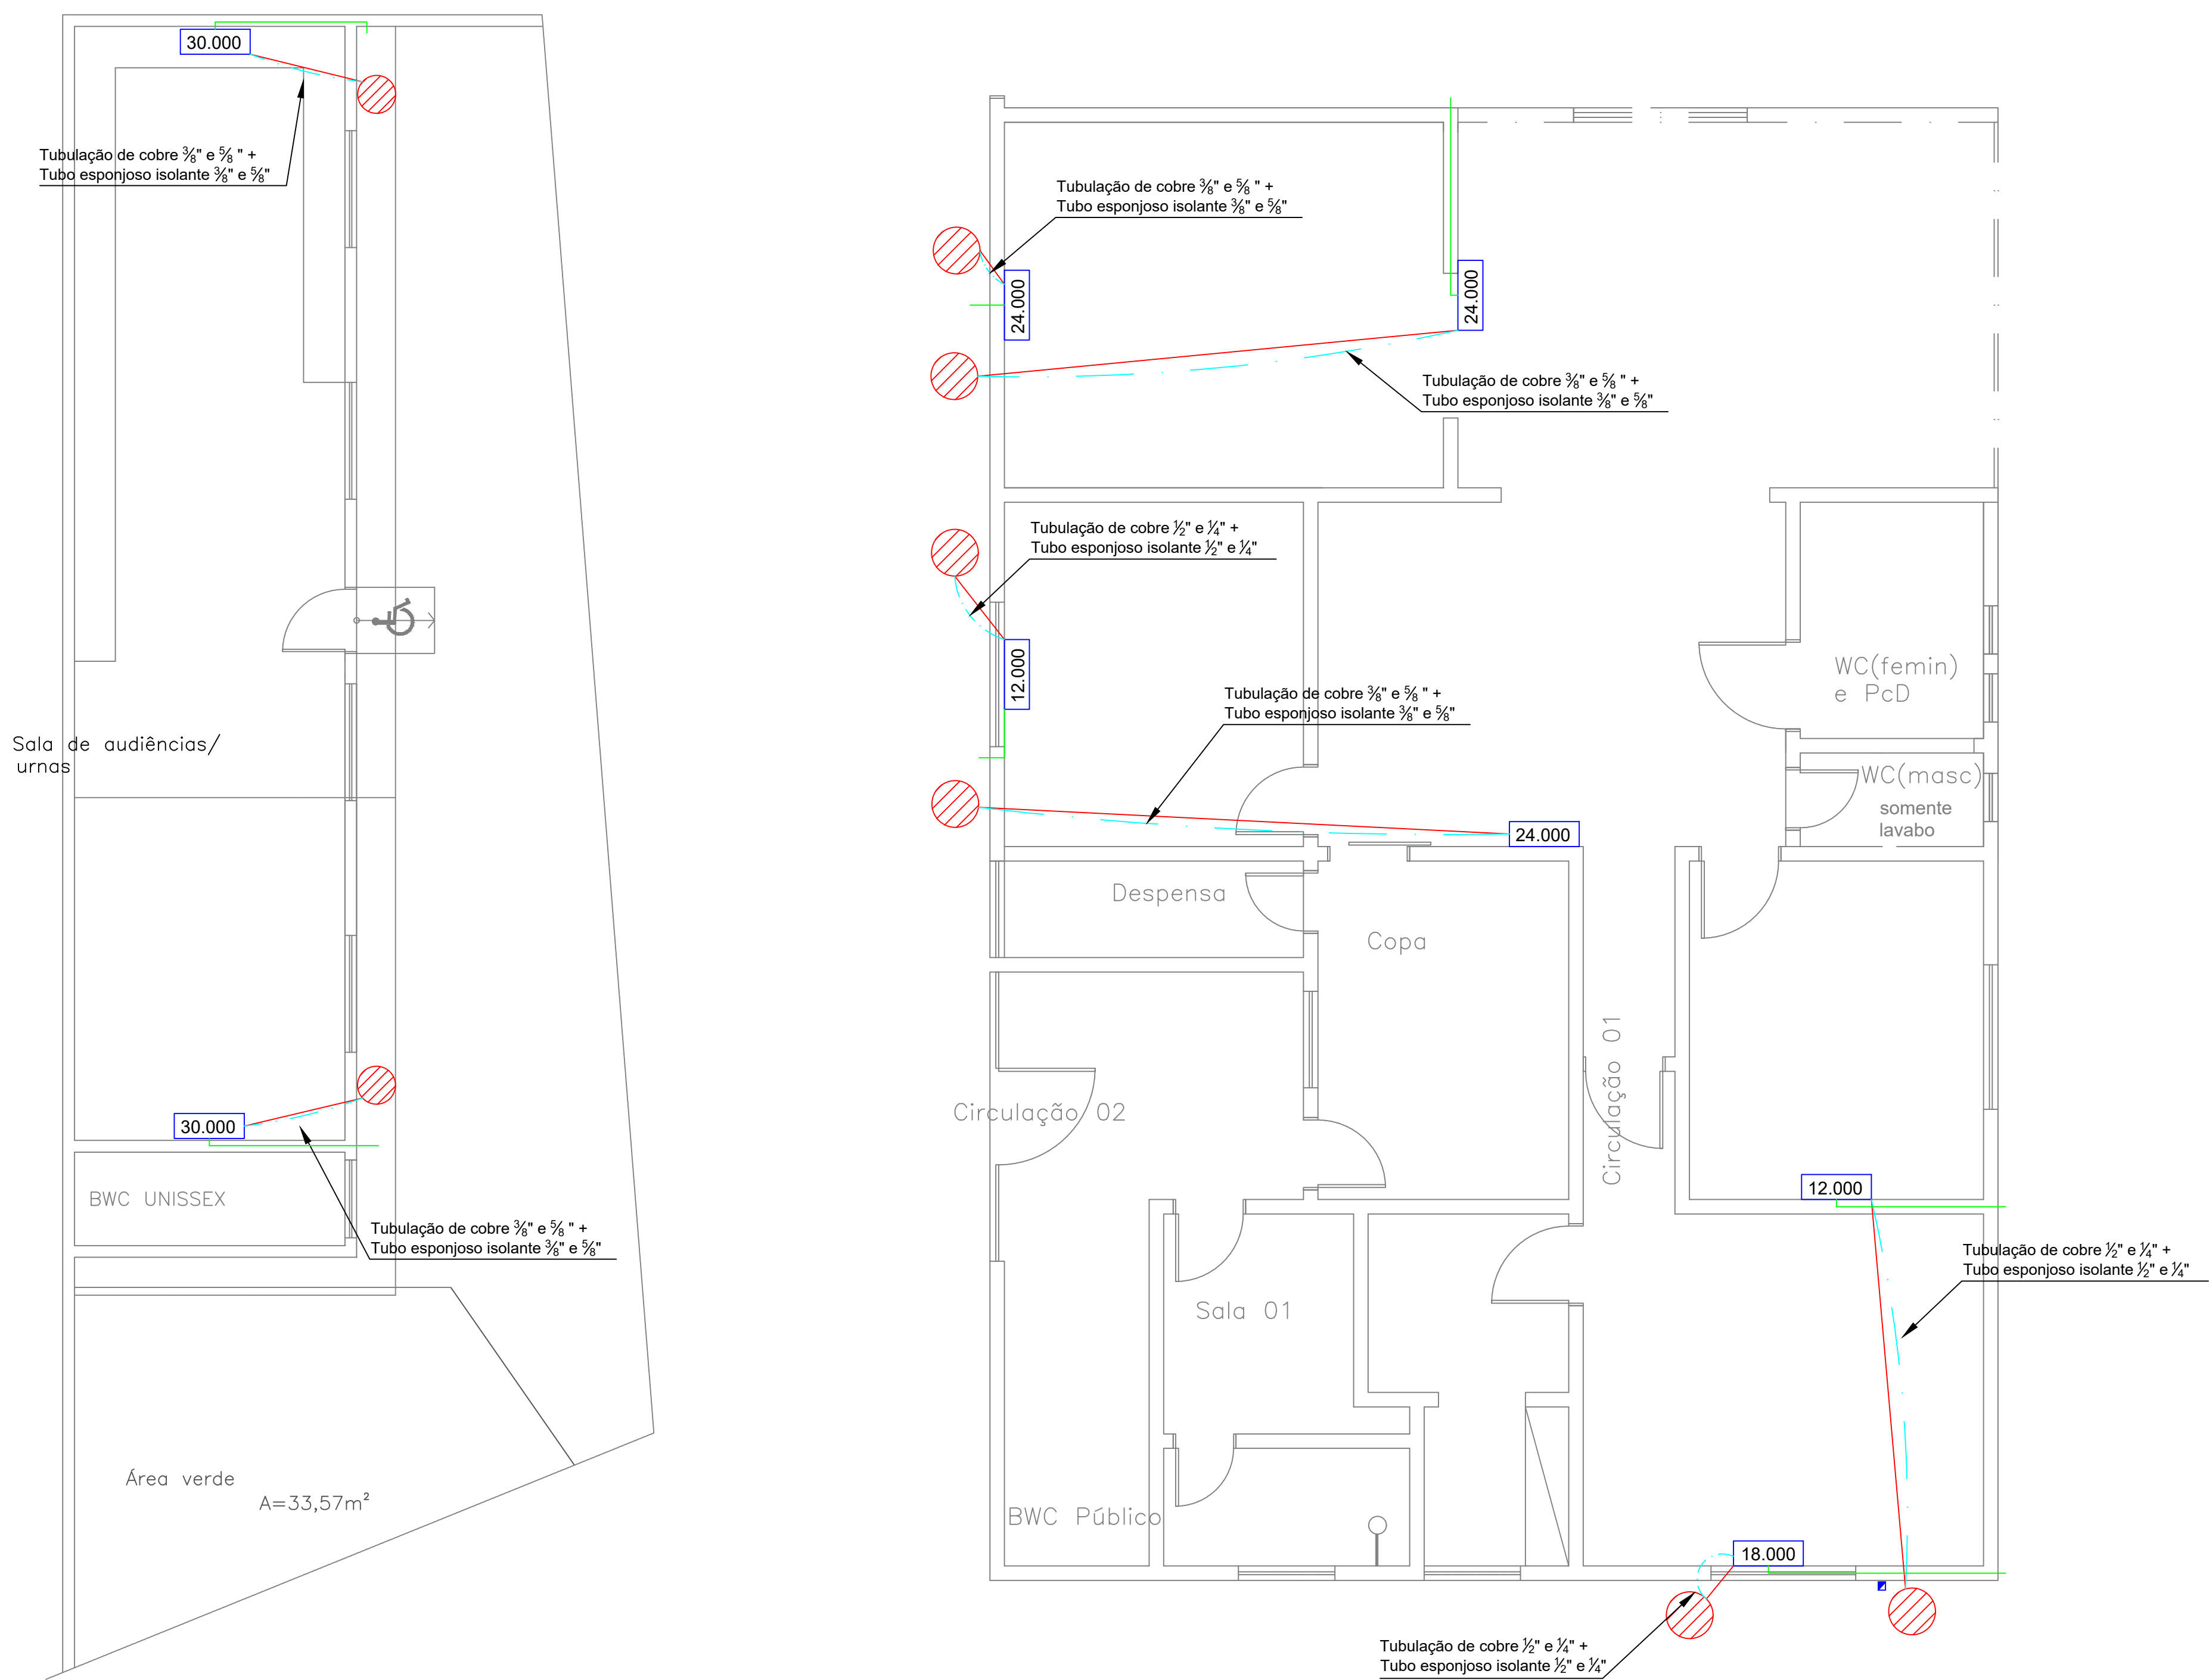 30.000
Tubulação de cobre ⅜" e ⅝ " +
Tubo esponjoso isolante ⅜" e ⅝"
Sala de audiências/
urnas
30.000
BWC UNISSEX
Tubulação de cobre ⅜" e ⅝ " +
Tubo esponjoso isolante ⅜" e ⅝"
Área verde
A=33,57m²
Tubulação de cobre ⅜" e ⅝ " +
Tubo esponjoso isolante ⅜" e ⅝"
24.000
24.000
Tubulação de cobre ⅜" e ⅝ " +
Tubo esponjoso isolante ⅜" e ⅝"
Tubulação de cobre ½" e ¼" +
Tubo esponjoso isolante ½" e ¼"
12.000
Tubulação de cobre ⅜" e ⅝ " +
Tubo esponjoso isolante ⅜" e ⅝"
24.000
WC(femin)
e PcD
WC(masc)
somente
lavabo
Despensa
Copa
Circulação 01
Circulação 02
12.000
Tubulação de cobre ½" e ¼" +
Tubo esponjoso isolante ½" e ¼"
Sala 01
BWC Público
18.000
Tubulação de cobre ½" e ¼" +
Tubo esponjoso isolante ½" e ¼"